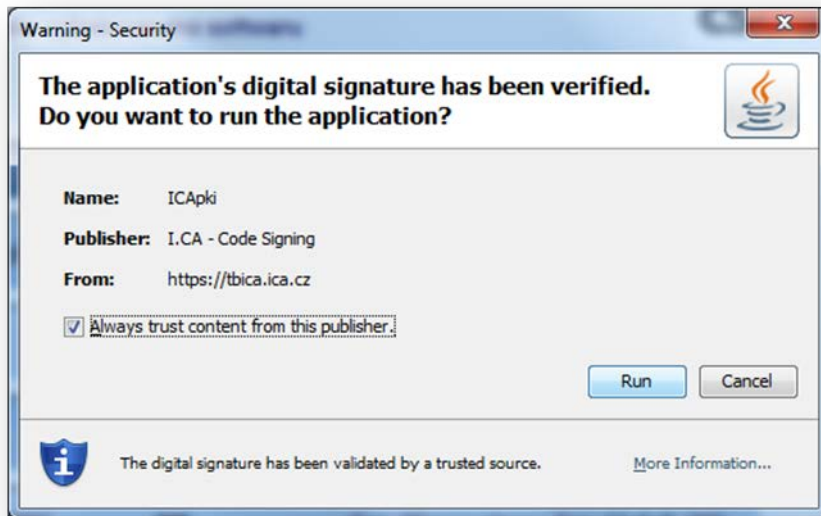 Warning - Security
The application's digital signature has been verified.
Do you want to run the application?
Name: ICApki
Publisher: I.CA - Code Signing
From: https://tbica.ica.cz
Always trust content from this publisher.
Run Cancel
The digital signature has been validated by a trusted source. More Information...